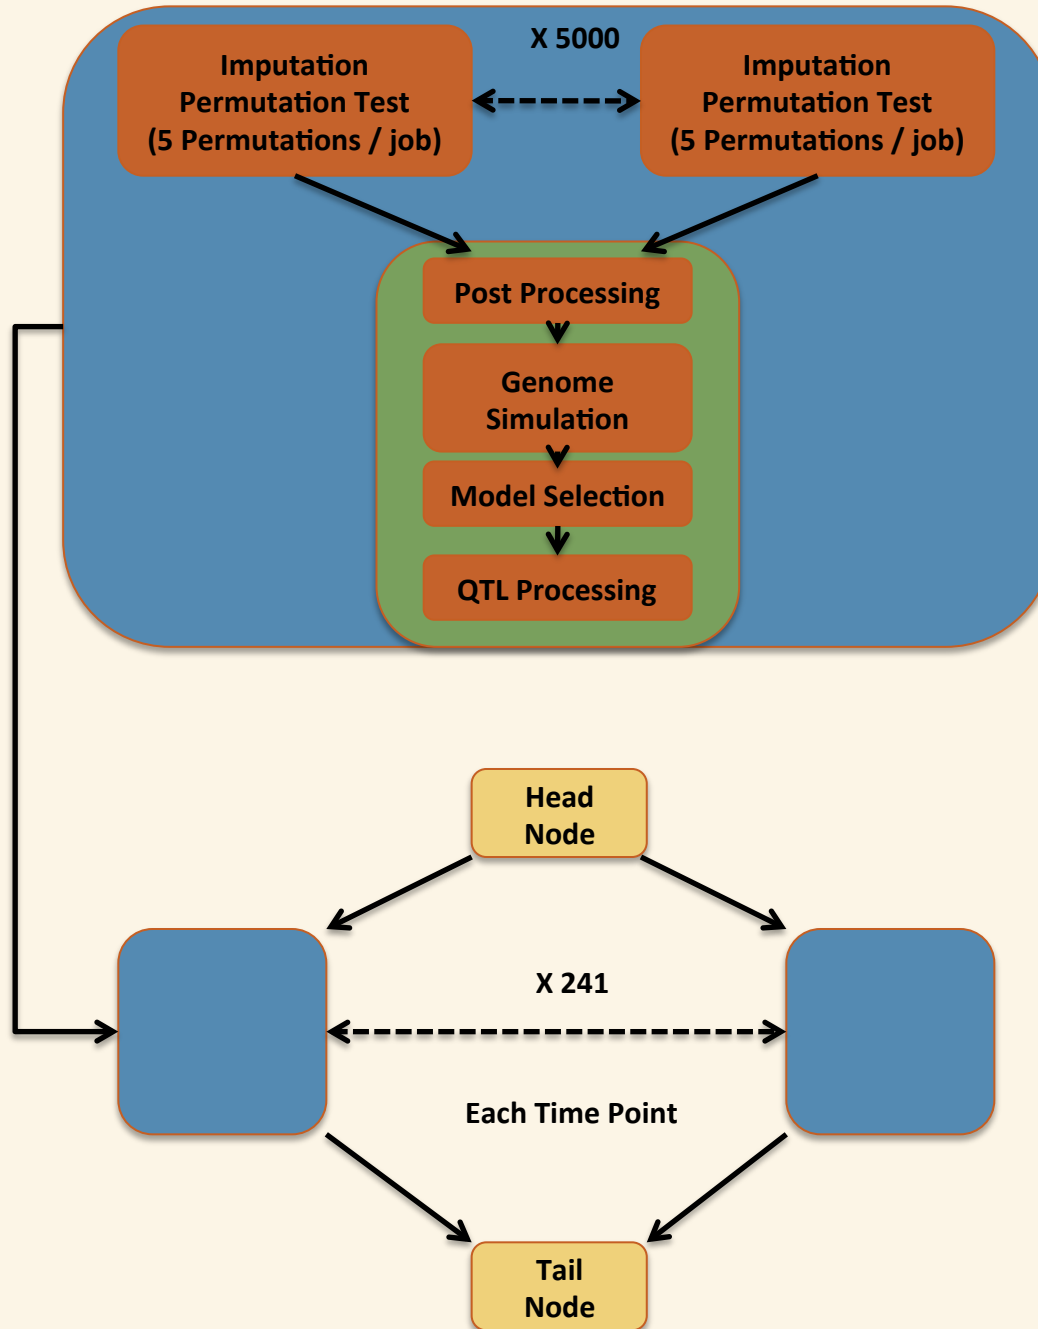 X 5000
Imputation
Permutation Test
(5 Permutations / job)
Imputation
Permutation Test
(5 Permutations / job)
Post Processing
Genome
Simulation
Model Selection
QTL Processing
Head
Node
X 241
Each Time Point
Tail
Node